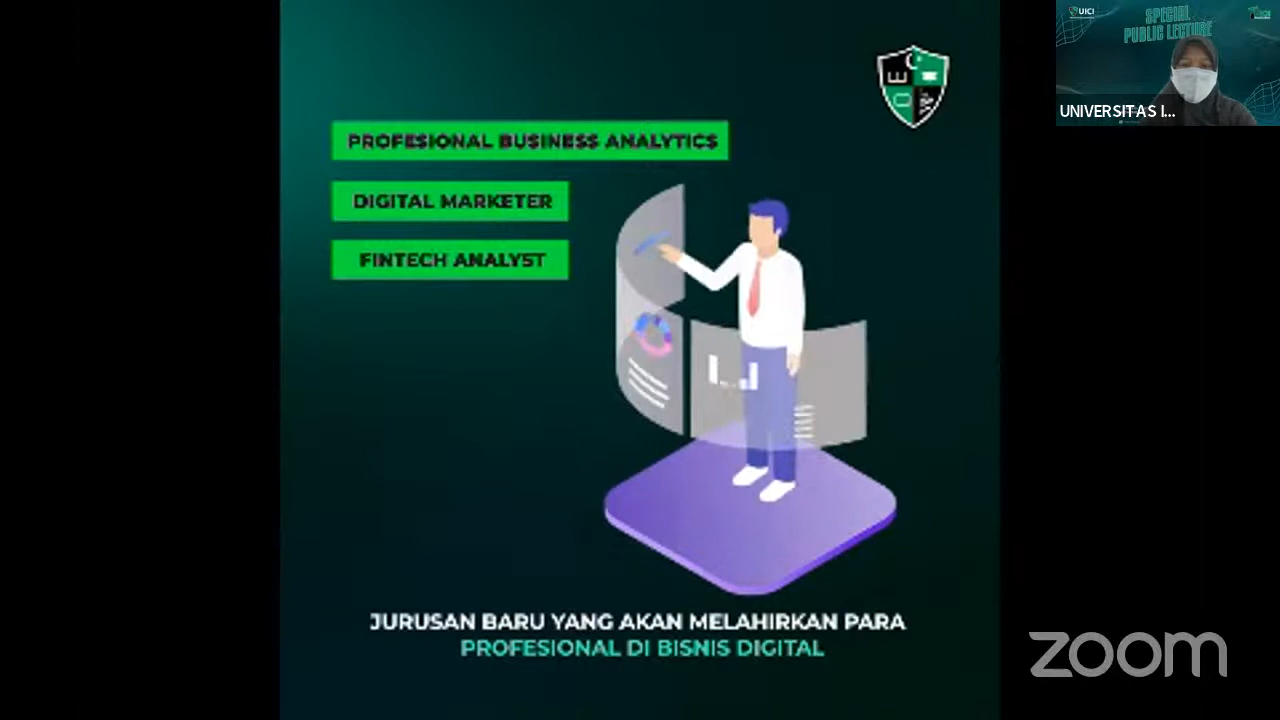 UICI
SPECIAL
PUBLIC LECTURE
UNIVERSITAS I...
PROFESIONAL BUSINESS ANALYTICS
DIGITAL MARKETER
FINTECH ANALYST
JURUSAN BARU YANG AKAN MELAHIRKAN PARA
PROFESIONAL DI BISNIS DIGITAL
zoom